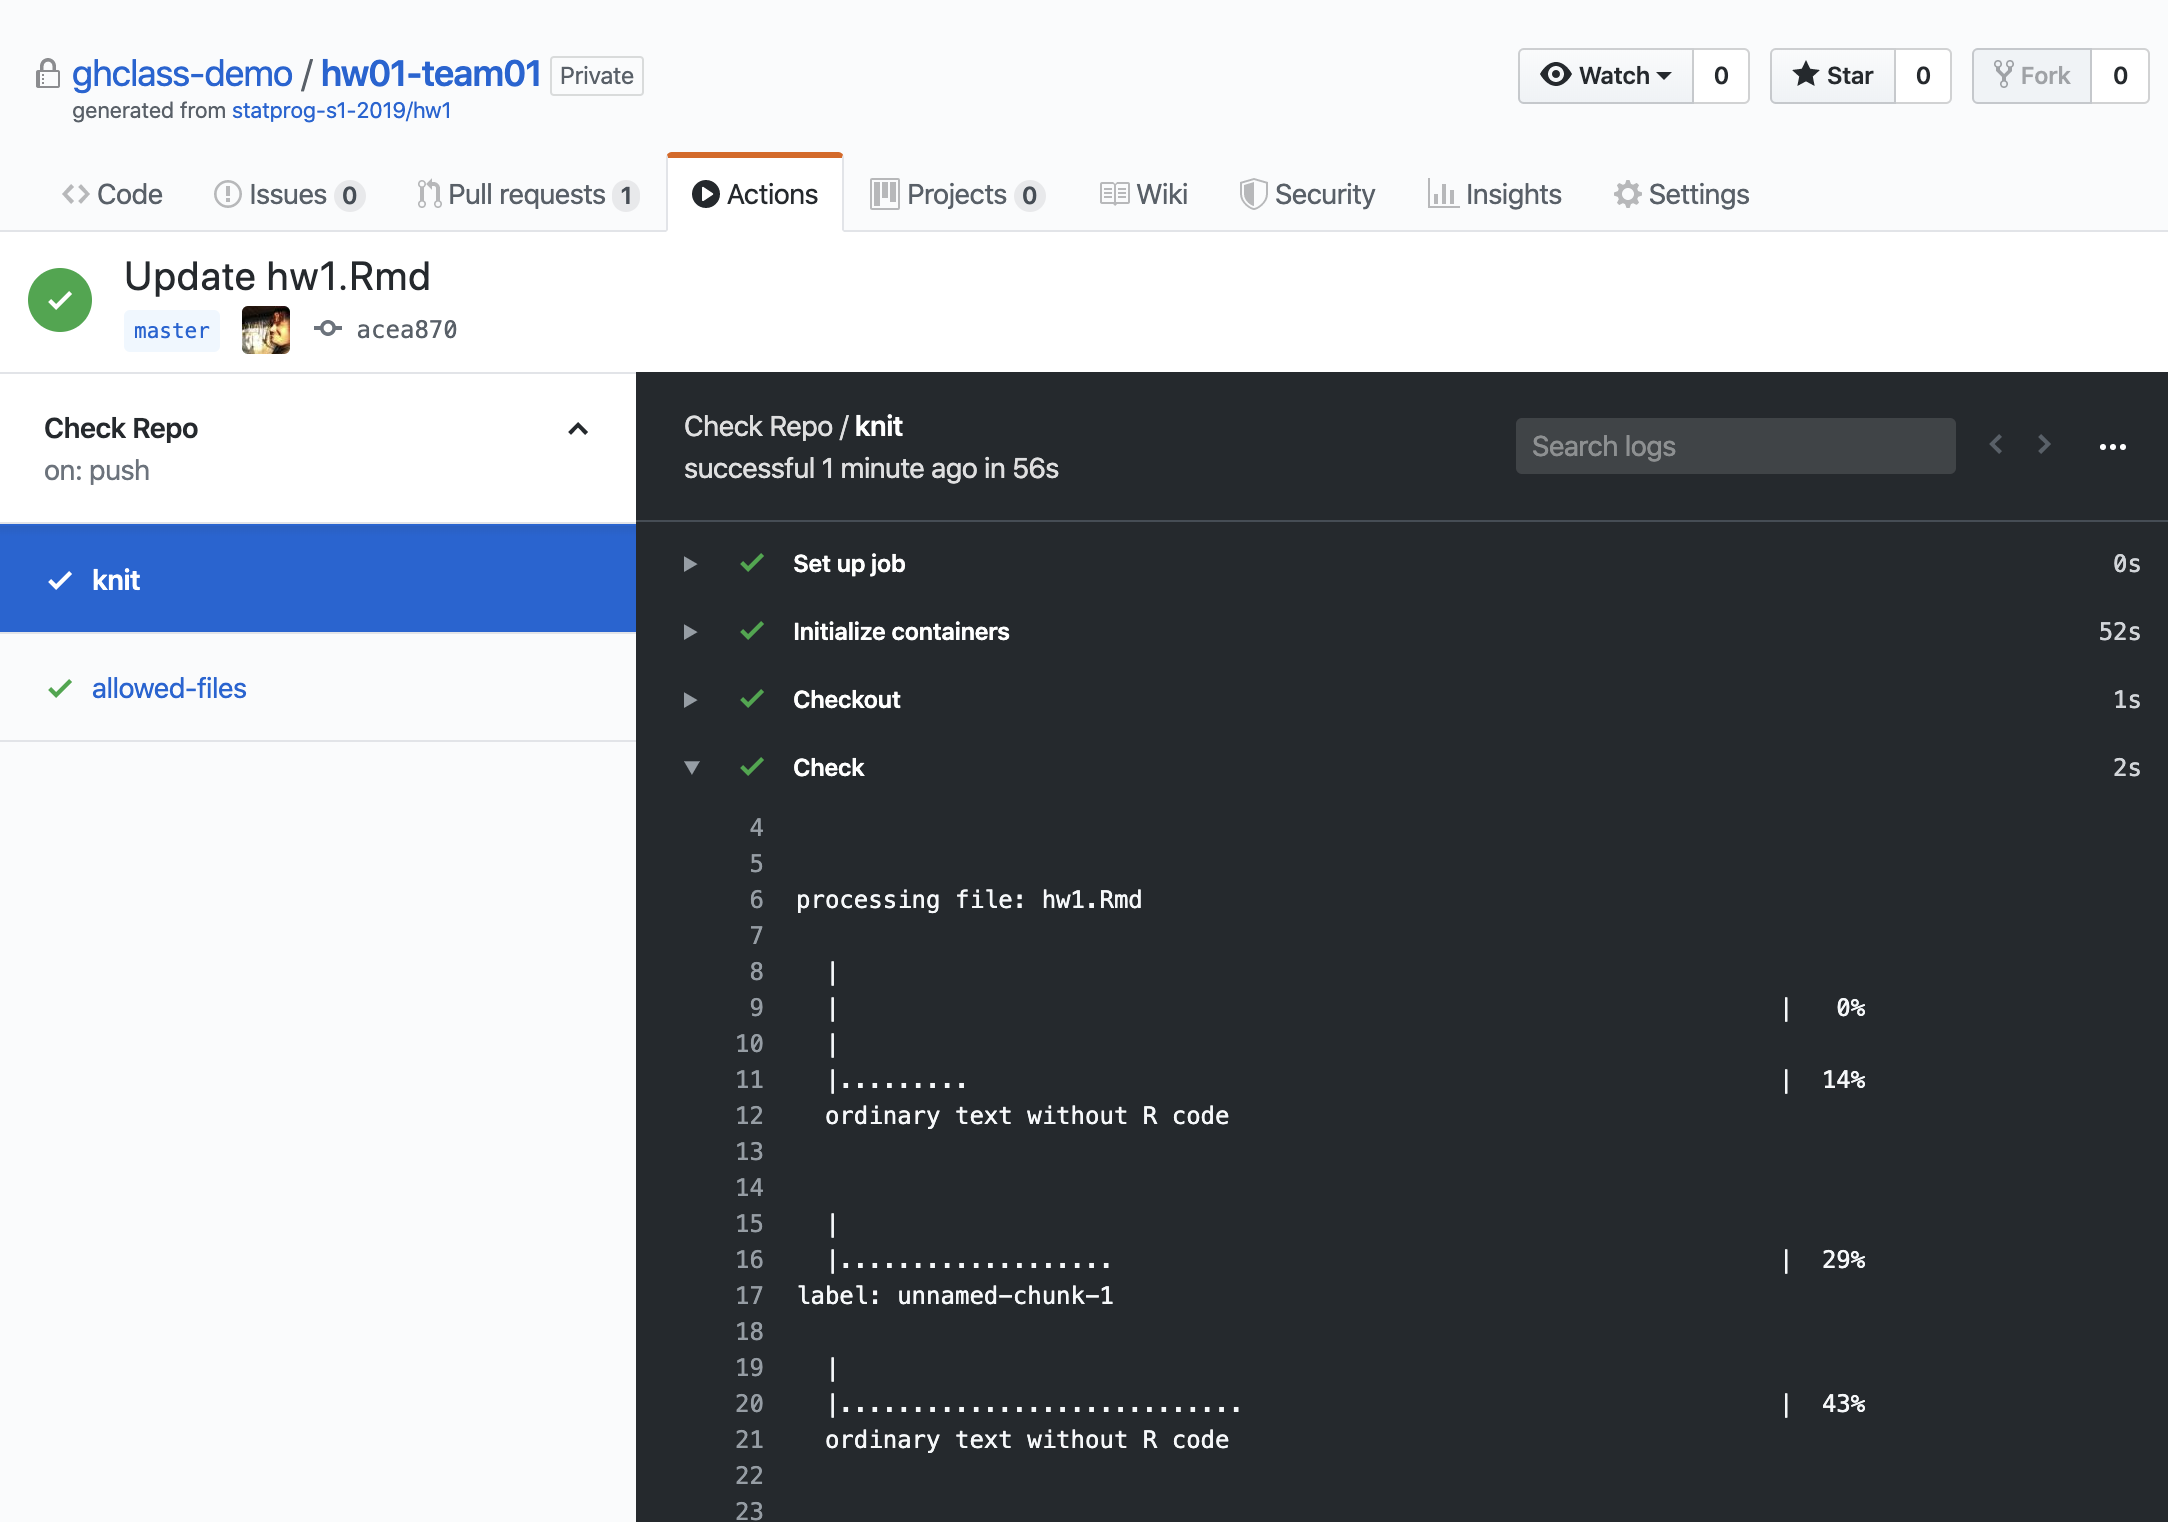 ghclass-demo / hw01-team01 Private
generated from statprog-s1-2019/hw1
Watch 0 Star 0 Fork 0
Code Issues 0 Pull requests 1 Actions Projects 0 Wiki Security Insights Settings
Update hw1.Rmd
master acea870
Check Repo
on: push
knit
allowed-files
Check Repo / knit
successful 1 minute ago in 56s
Search logs
Set up job 0s
Initialize containers 52s
Checkout 1s
Check 2s
4
5
6 processing file: hw1.Rmd
7
8 |
9 | | 0%
10 |
11 |......... | 14%
12 ordinary text without R code
13
14
15 |
16 |................... | 29%
17 label: unnamed-chunk-1
18
19 |
20 |............................ | 43%
21 ordinary text without R code
22
23